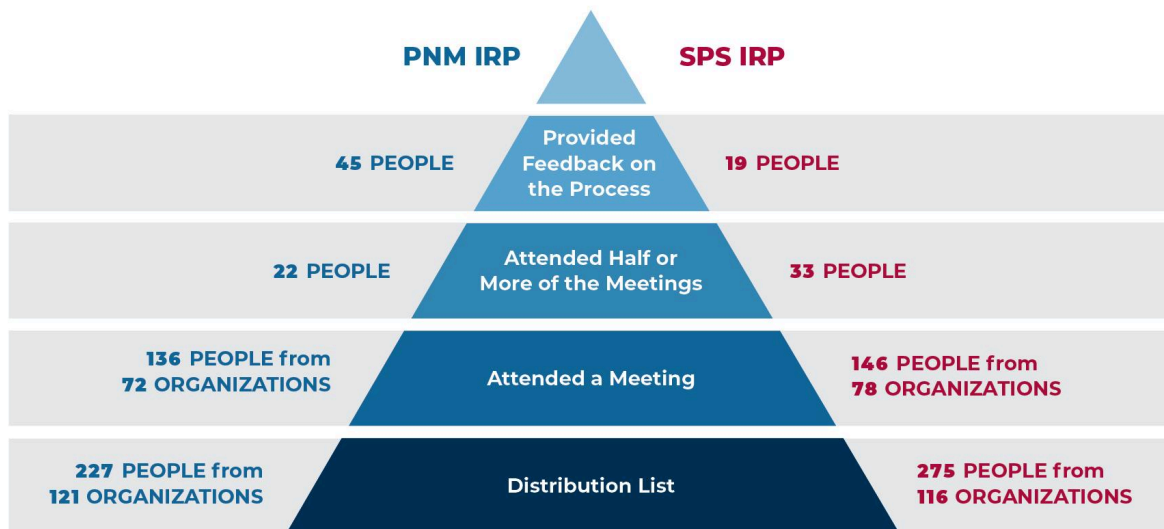 PNM IRP
SPS IRP
45 PEOPLE
Provided
Feedback on
the Process
19 PEOPLE
22 PEOPLE
Attended Half or
More of the Meetings
33 PEOPLE
136 PEOPLE from
72 ORGANIZATIONS
Attended a Meeting
146 PEOPLE from
78 ORGANIZATIONS
227 PEOPLE from
121 ORGANIZATIONS
Distribution List
275 PEOPLE from
116 ORGANIZATIONS